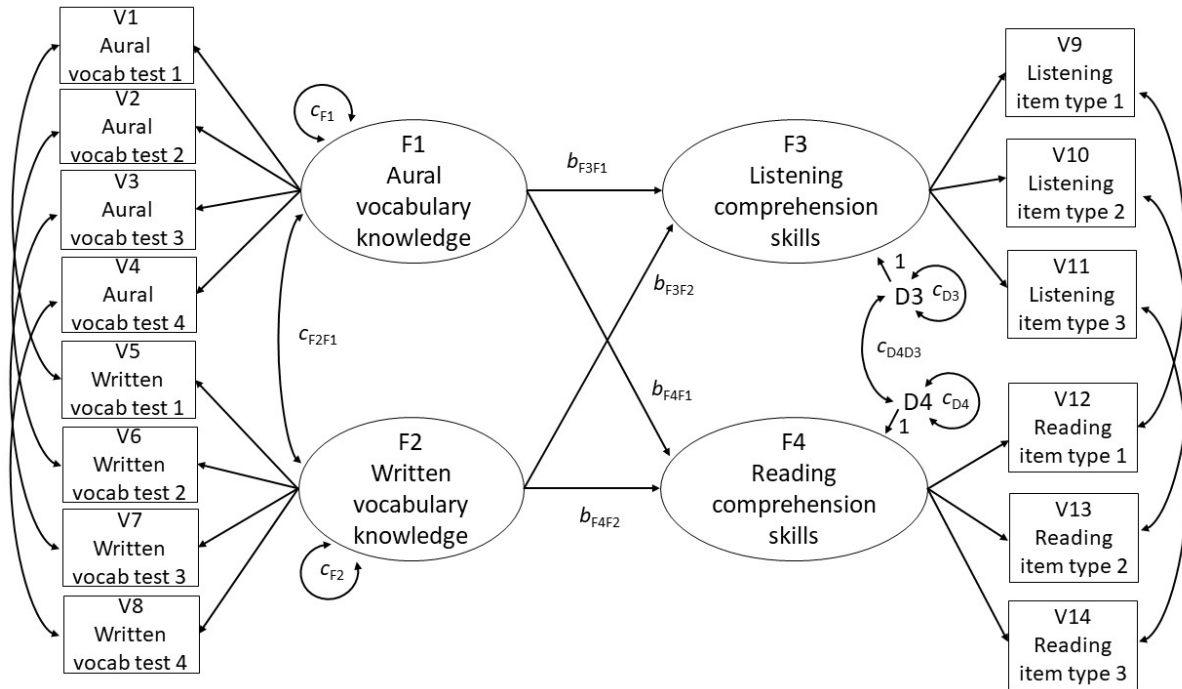 V1
Aural
vocab test 1
V2
Aural
vocab test 2
V3
Aural
vocab test 3
V4
Aural
vocab test 4
V5
Written
vocab test 1
V6
Written
vocab test 2
V7
Written
vocab test 3
V8
Written
vocab test 4
cF1
F1
Aural
vocabulary
knowledge
cF2F1
F2
Written
vocabulary
knowledge
cF2
bF3F1
bF3F2
bF4F1
bF4F2
F3
Listening
comprehension
skills
1
D3
cD3
cD4D3
D4
cD4
1
F4
Reading
comprehension
skills
V9
Listening
item type 1
V10
Listening
item type 2
V11
Listening
item type 3
V12
Reading
item type 1
V13
Reading
item type 2
V14
Reading
item type 3